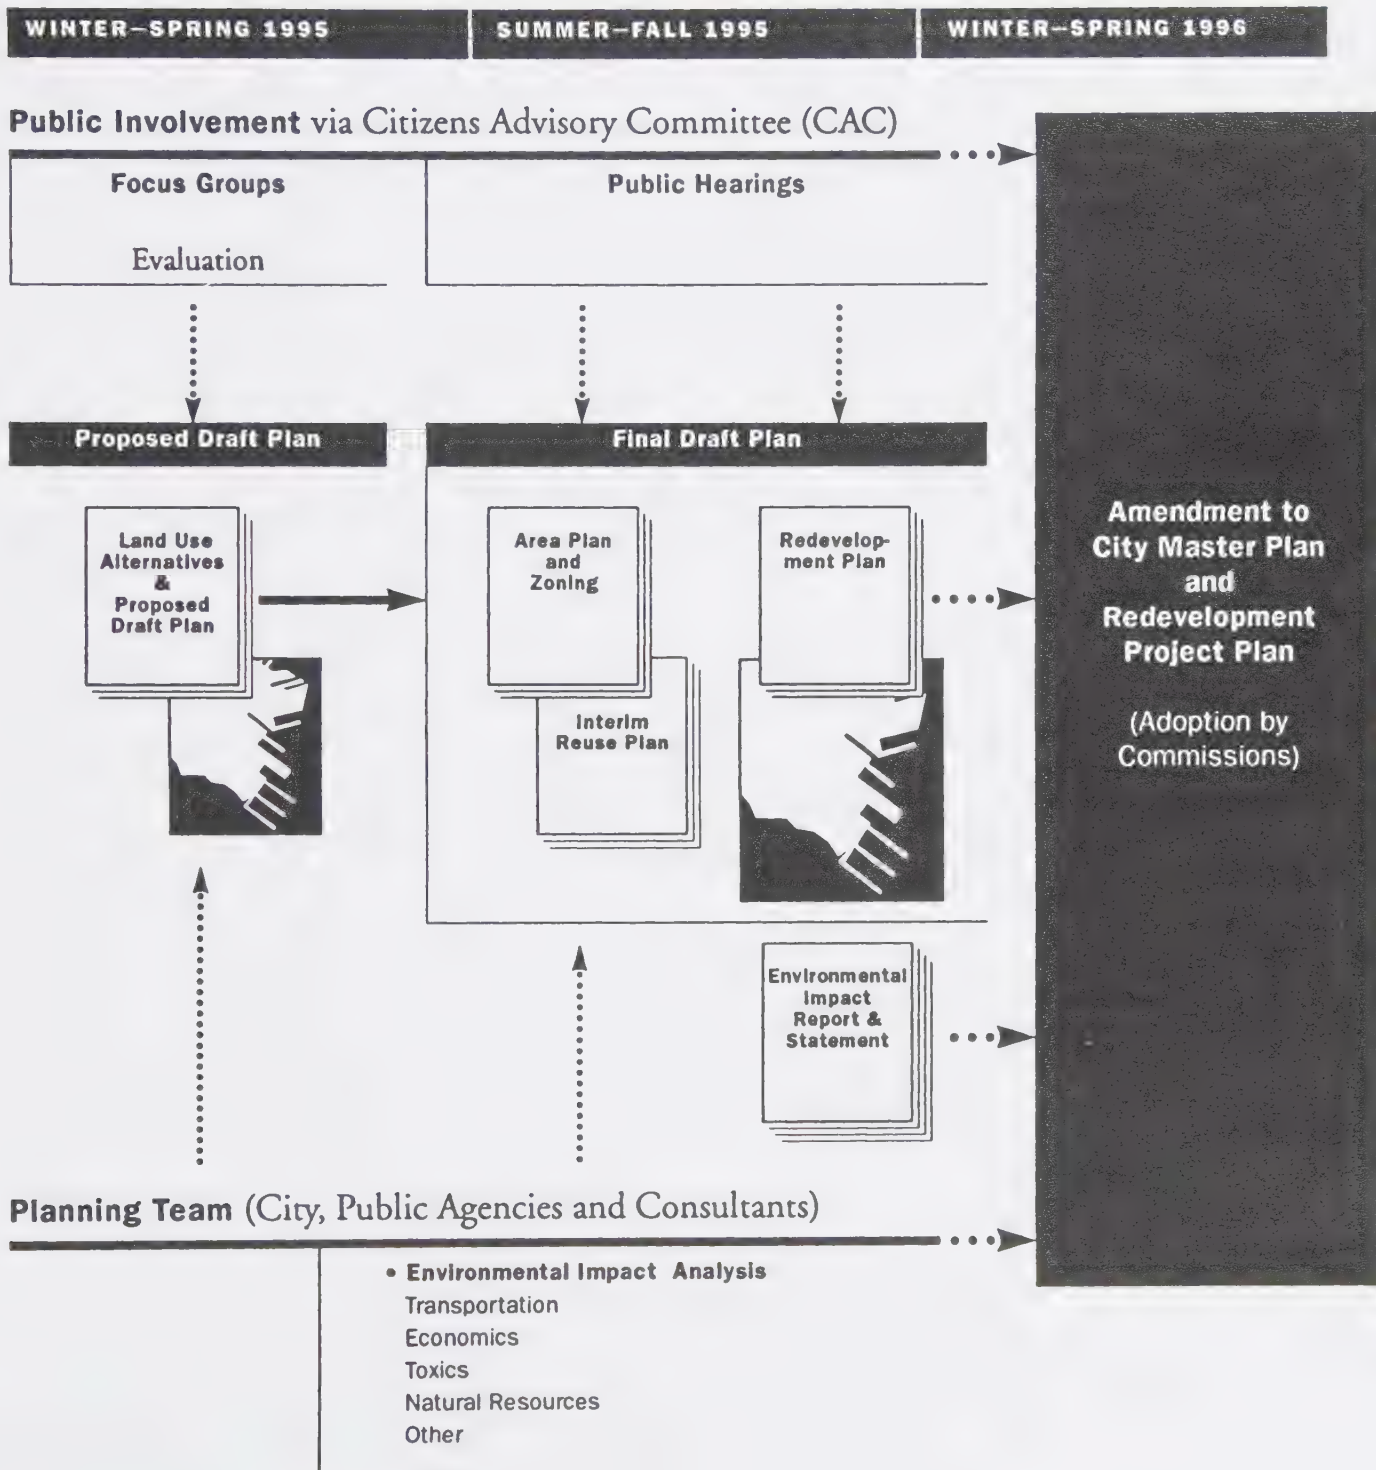 WINTER–SPRING 1995
SUMMER–FALL 1995
WINTER–SPRING 1996
Public Involvement via Citizens Advisory Committee (CAC)
Focus Groups
Evaluation
Public Hearings
Proposed Draft Plan
Final Draft Plan
Land Use
Alternatives
&
Proposed
Draft Plan
Area Plan
and
Zoning
Interim
Reuse Plan
Redevelop-
ment Plan
Environmental
Impact
Report &
Statement
Amendment to
City Master Plan
and
Redevelopment
Project Plan
(Adoption by
Commissions)
Planning Team (City, Public Agencies and Consultants)
• Environmental Impact Analysis
Transportation
Economics
Toxics
Natural Resources
Other